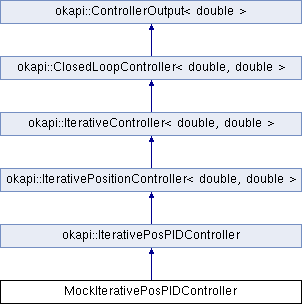 okapi::ControllerOutput< double >
okapi::ClosedLoopController< double, double >
okapi::IterativeController< double, double >
okapi::IterativePositionController< double, double >
okapi::IterativePosPIDController
MockIterativePosPIDController